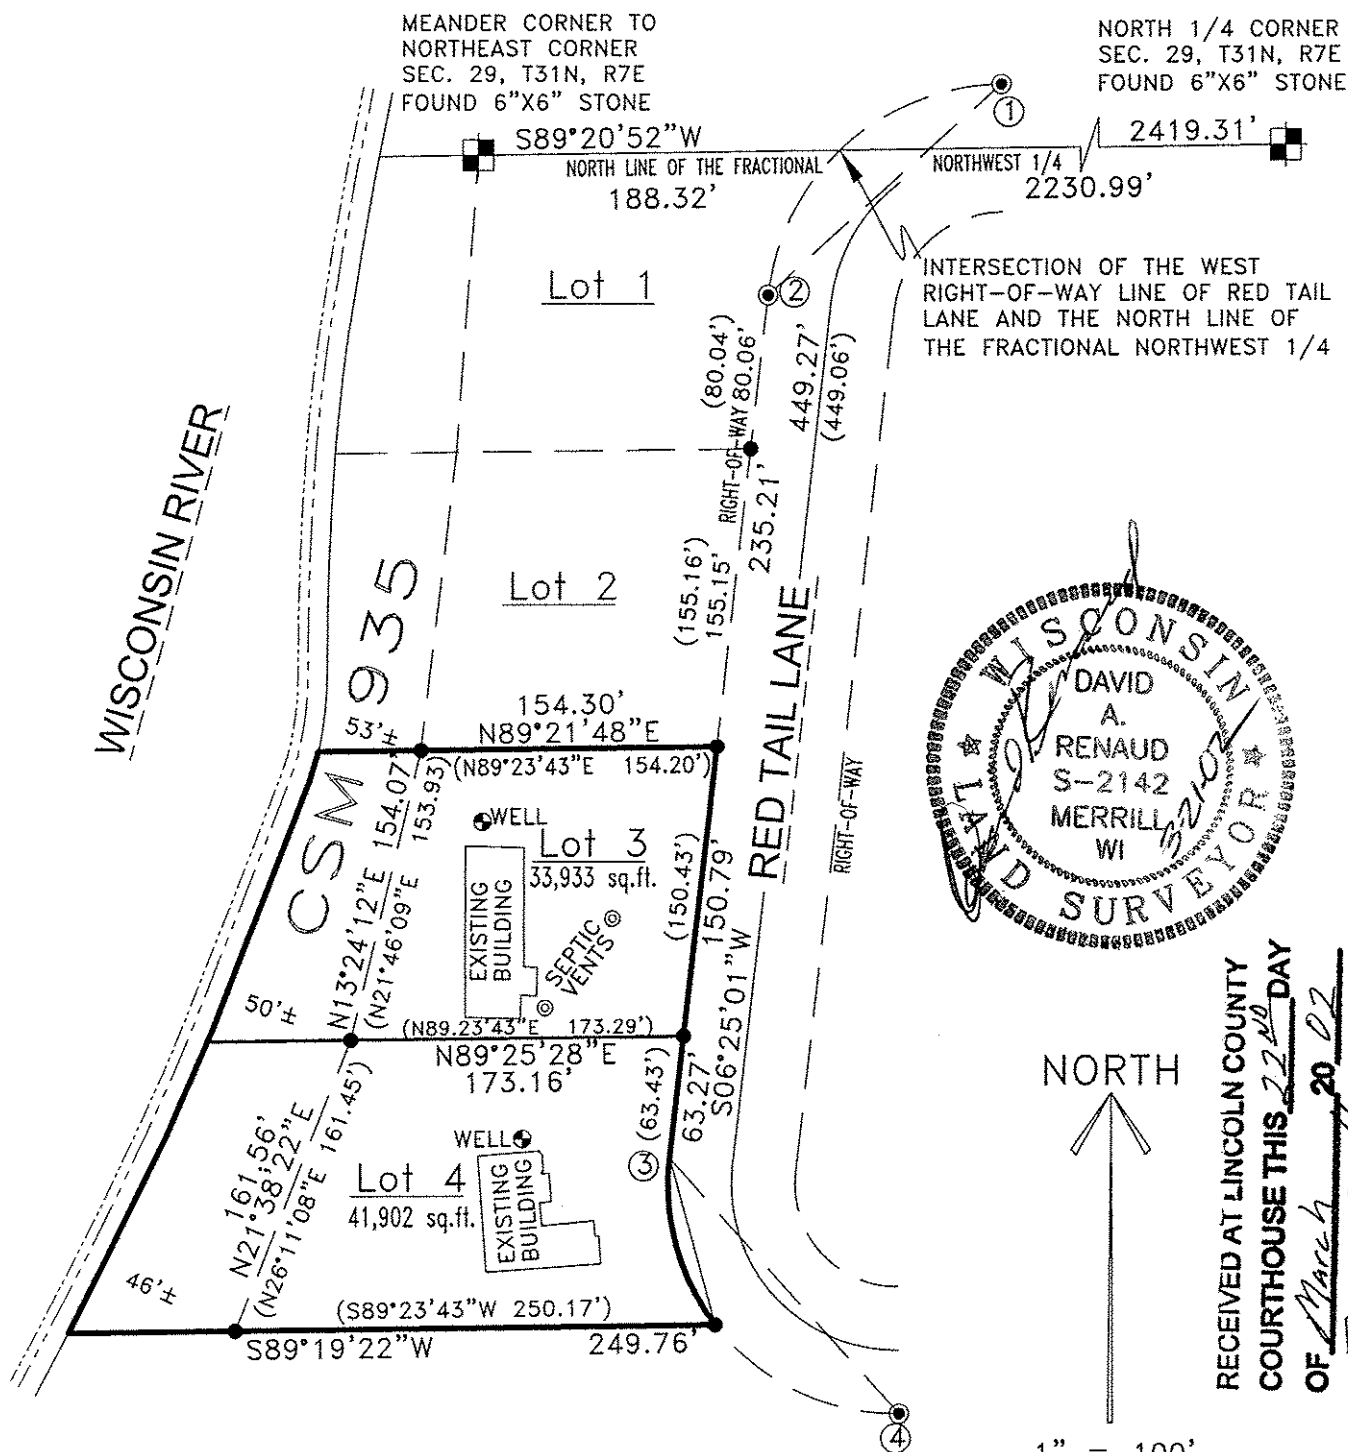 MEANDER CORNER TO
NORTHEAST CORNER
SEC. 29, T31N, R7E
FOUND 6"X6" STONE
NORTH 1/4 CORNER
SEC. 29, T31N, R7E
FOUND 6"X6" STONE
①
S89°20'52"W
2419.31'
NORTH LINE OF THE FRACTIONAL
NORTHWEST 1/4
188.32'
2230.99'
INTERSECTION OF THE WEST
RIGHT-OF-WAY LINE OF RED TAIL
LANE AND THE NORTH LINE OF
THE FRACTIONAL NORTHWEST 1/4
Lot 1
②
(80.04')
80.06'
RIGHT-OF-WAY
449.27'
(449.06')
235.21'
WISCONSIN RIVER
Lot 2
(155.16')
155.15'
RED TAIL LANE
RIGHT-OF-WAY
CSM 935
154.30'
53'±
N89°21'48"E
(N89°23'43"E 154.20')
N13°24'12"E 154.07'
(N21°46'09"E 153.93)
WELL
Lot 3
33,933 sq.ft.
EXISTING
BUILDING
SEPTIC
VENTS
(150.43')
150.79'
S06°25'01"W
50'±
(N89.23'43"E 173.29')
N89°25'28"E
173.16'
(63.43')
63.27'
③
161.56'
N21°38'22"E
(N26°11'08"E 161.45')
WELL
Lot 4
41,902 sq.ft.
EXISTING
BUILDING
46'±
(S89°23'43"W 250.17')
S89°19'22"W
249.76'
④
WISCONSIN
DAVID
A.
RENAUD
S-2142
MERRILL
WI
LAND SURVEYOR
3-21-02
NORTH
1" = 100'
RECEIVED AT LINCOLN COUNTY
COURTHOUSE THIS 22ND DAY
OF March 20 02